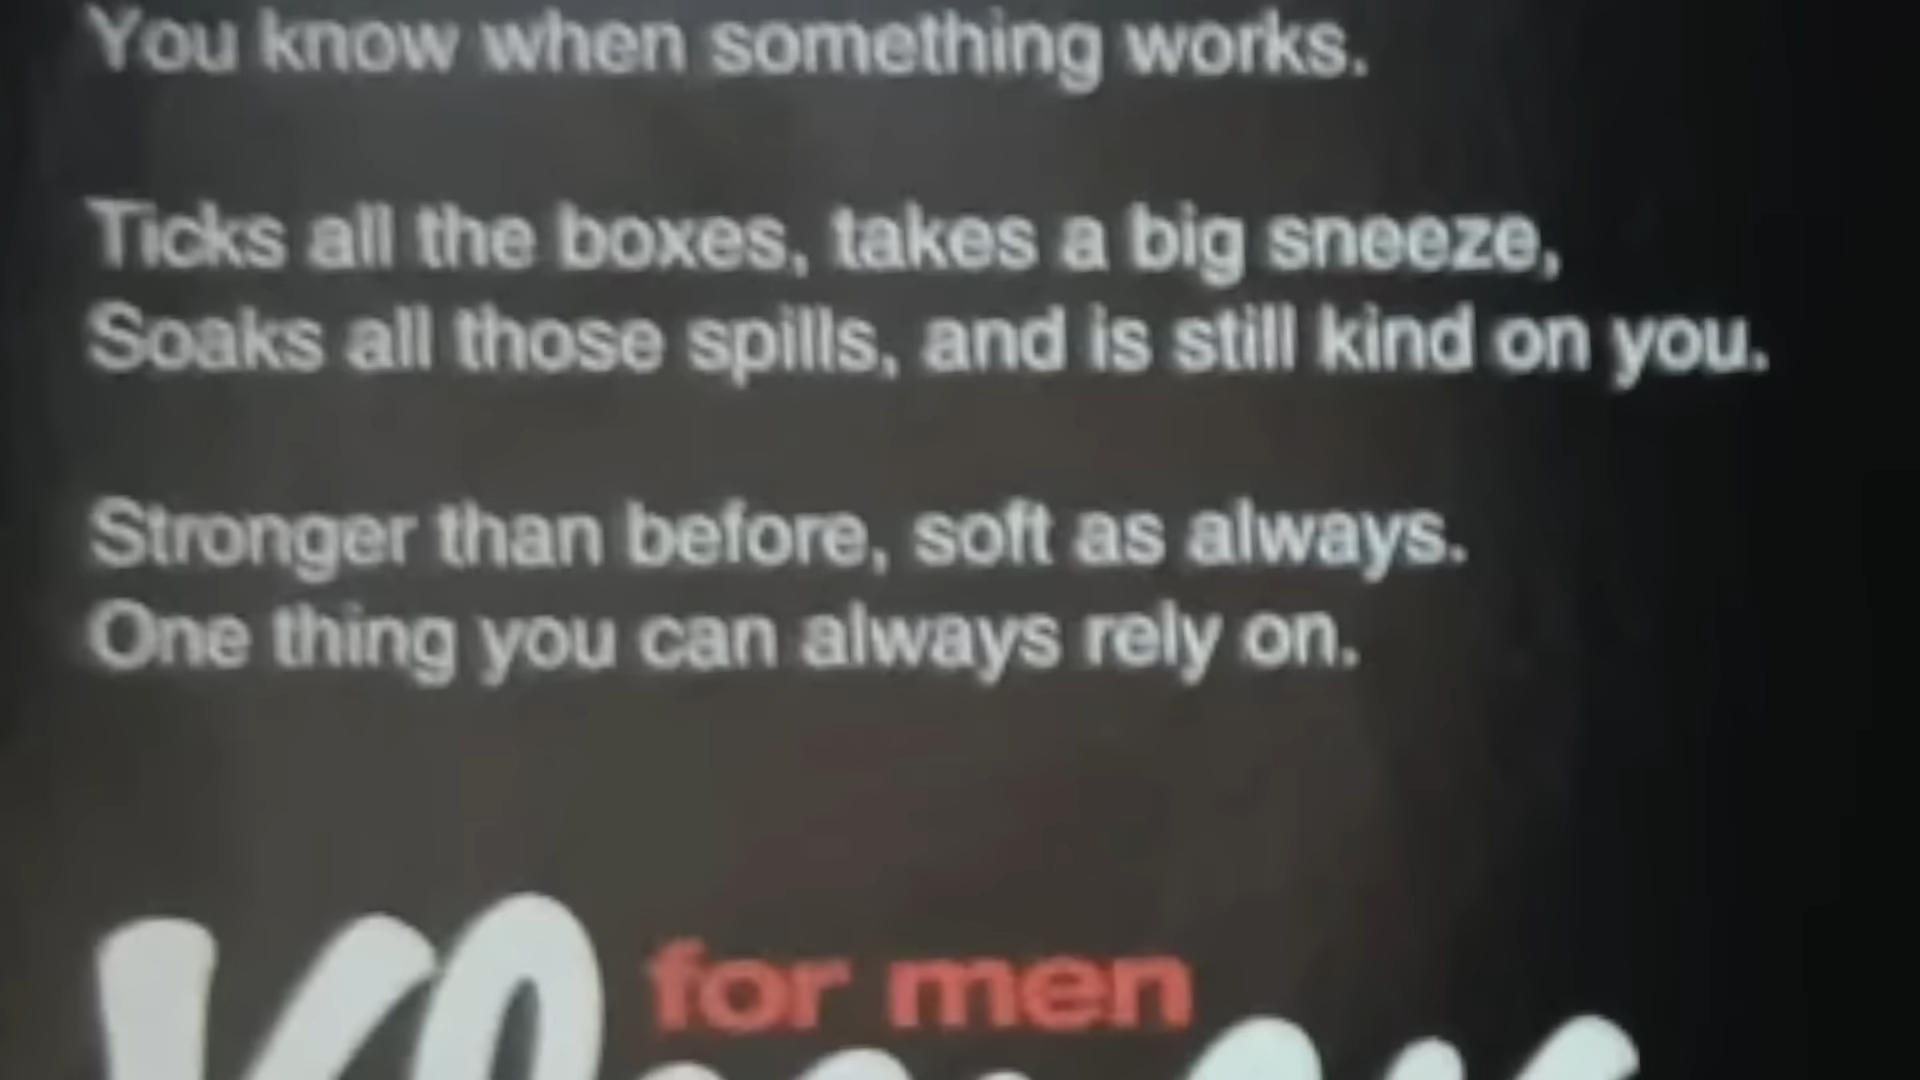 You know when something works.
Ticks all the boxes, takes a big sneeze,
Soaks all those spills, and is still kind on you.
Stronger than before, soft as always.
One thing you can always rely on.
for men